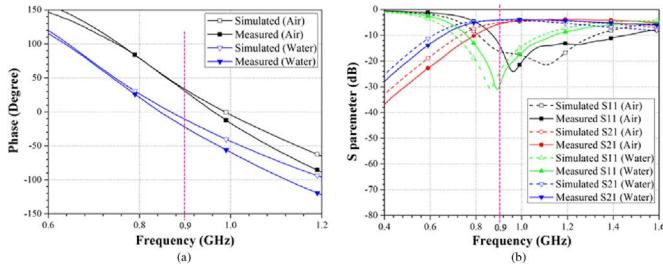 (a)
150
100
50
0
-50
-100
-150
Phase (Degree)
Simulated (Air)
Measured (Air)
Simulated (Water)
Measured (Water)
0.6
0.8
0.9
1.0
1.2
Frequency (GHz)
(a)
(b)
0
-10
-20
-30
-40
-50
-60
-70
-80
S paremeter (dB)
Simulated S11 (Air)
Measured S11 (Air)
Simulated S21 (Air)
Measured S21 (Air)
Simulated S11 (Water)
Measured S11 (Water)
Simulated S21 (Water)
Measured S21 (Water)
0.4
0.6
0.8
0.9
1.0
1.2
1.4
1.6
Frequency (GHz)
(b)